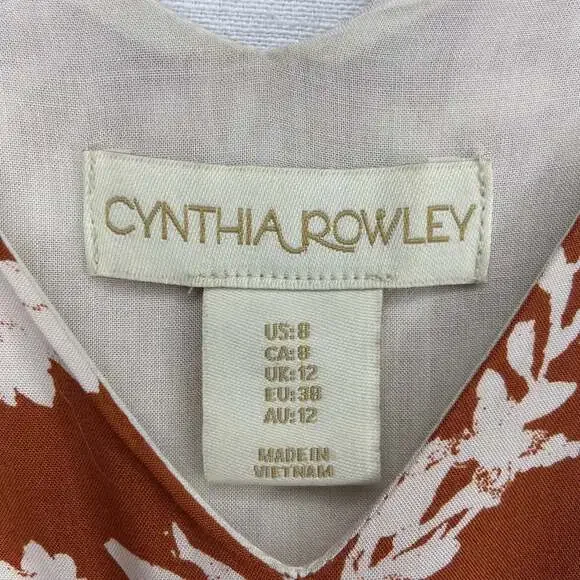 CYNTHIA ROWLEY
US:8
CA:8
UK:12
EU:38
AU:12
MADE IN
VIETNAM